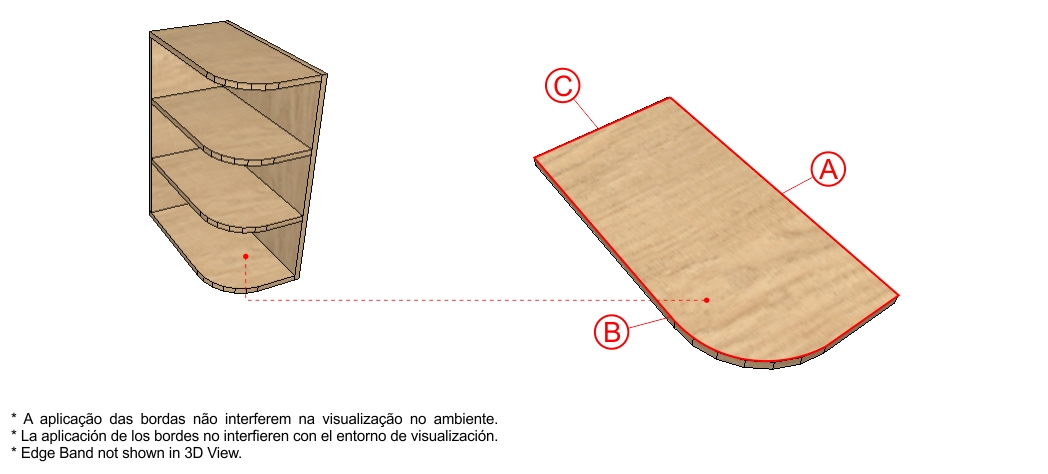 C
A
B
* A aplicação das bordas não interferem na visualização no ambiente.
* La aplicación de los bordes no interfieren con el entorno de visualización.
* Edge Band not shown in 3D View.